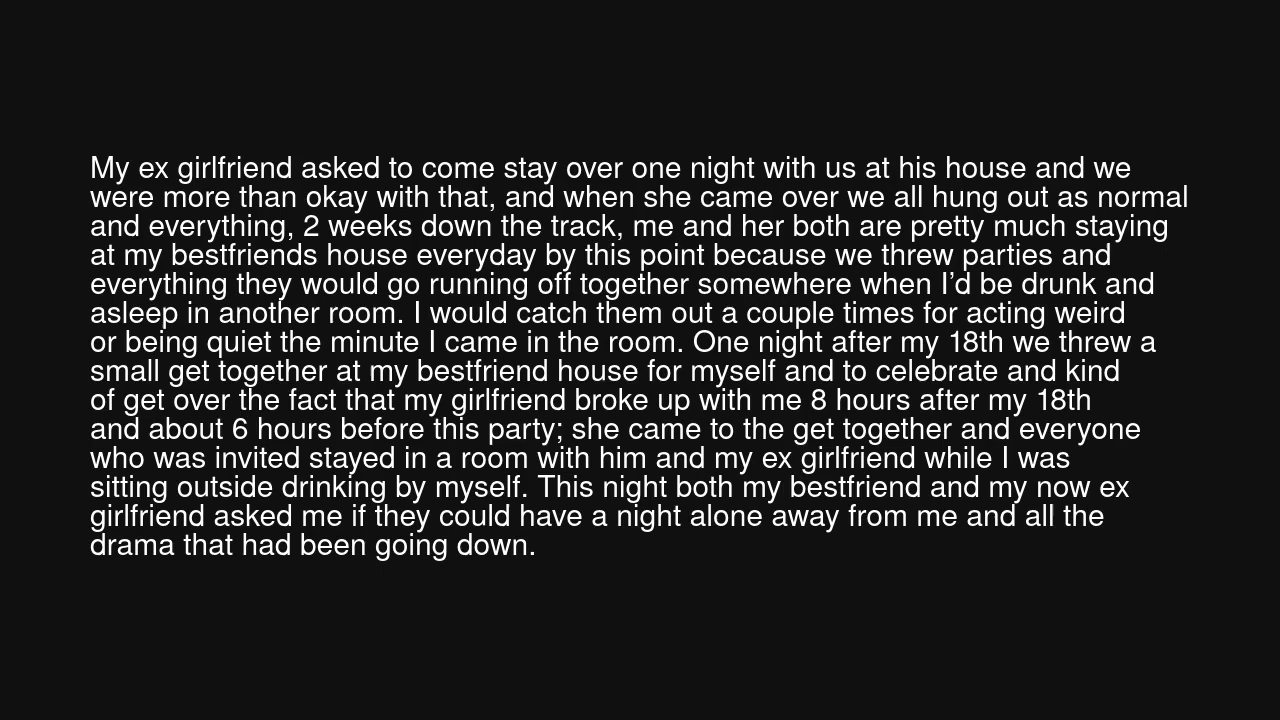 My ex girlfriend asked to come stay over one night with us at his house and we
were more than okay with that, and when she came over we all hung out as normal
and everything, 2 weeks down the track, me and her both are pretty much staying
at my bestfriends house everyday by this point because we threw parties and
everything they would go running off together somewhere when I’d be drunk and
asleep in another room. I would catch them out a couple times for acting weird
or being quiet the minute I came in the room. One night after my 18th we threw a
small get together at my bestfriend house for myself and to celebrate and kind
of get over the fact that my girlfriend broke up with me 8 hours after my 18th
and about 6 hours before this party; she came to the get together and everyone
who was invited stayed in a room with him and my ex girlfriend while I was
sitting outside drinking by myself. This night both my bestfriend and my now ex
girlfriend asked me if they could have a night alone away from me and all the
drama that had been going down.